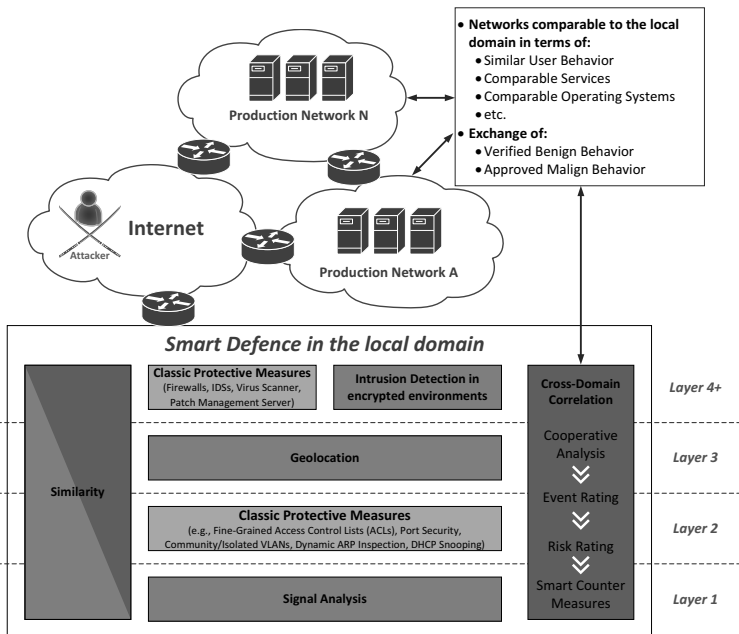 • Networks comparable to the local
domain in terms of:
• Similar User Behavior
• Comparable Services
• Comparable Operating Systems
• etc.
• Exchange of:
• Verified Benign Behavior
• Approved Malign Behavior
Production Network N
Internet
Attacker
Production Network A
Smart Defence in the local domain
Similarity
Classic Protective Measures
(Firewalls, IDSs, Virus Scanner,
Patch Management Server)
Intrusion Detection in
encrypted environments
Geolocation
Classic Protective Measures
(e.g., Fine-Grained Access Control Lists (ACLs), Port Security,
Community/Isolated VLANs, Dynamic ARP Inspection, DHCP Snooping)
Signal Analysis
Cross-Domain
Correlation
Cooperative
Analysis
Event Rating
Risk Rating
Smart Counter
Measures
Layer 4+
Layer 3
Layer 2
Layer 1